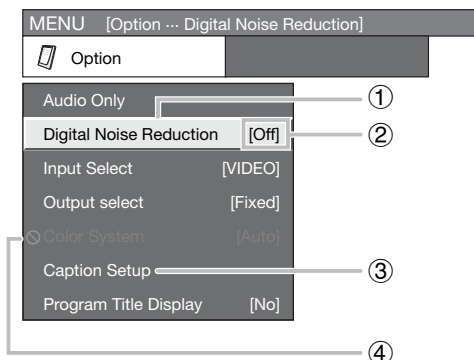 MENU [Option ··· Digital Noise Reduction]
Option
Audio Only
①
Digital Noise Reduction [Off]
②
Input Select [VIDEO]
Output select [Fixed]
Color System [Auto]
Caption Setup
③
Program Title Display [No]
④